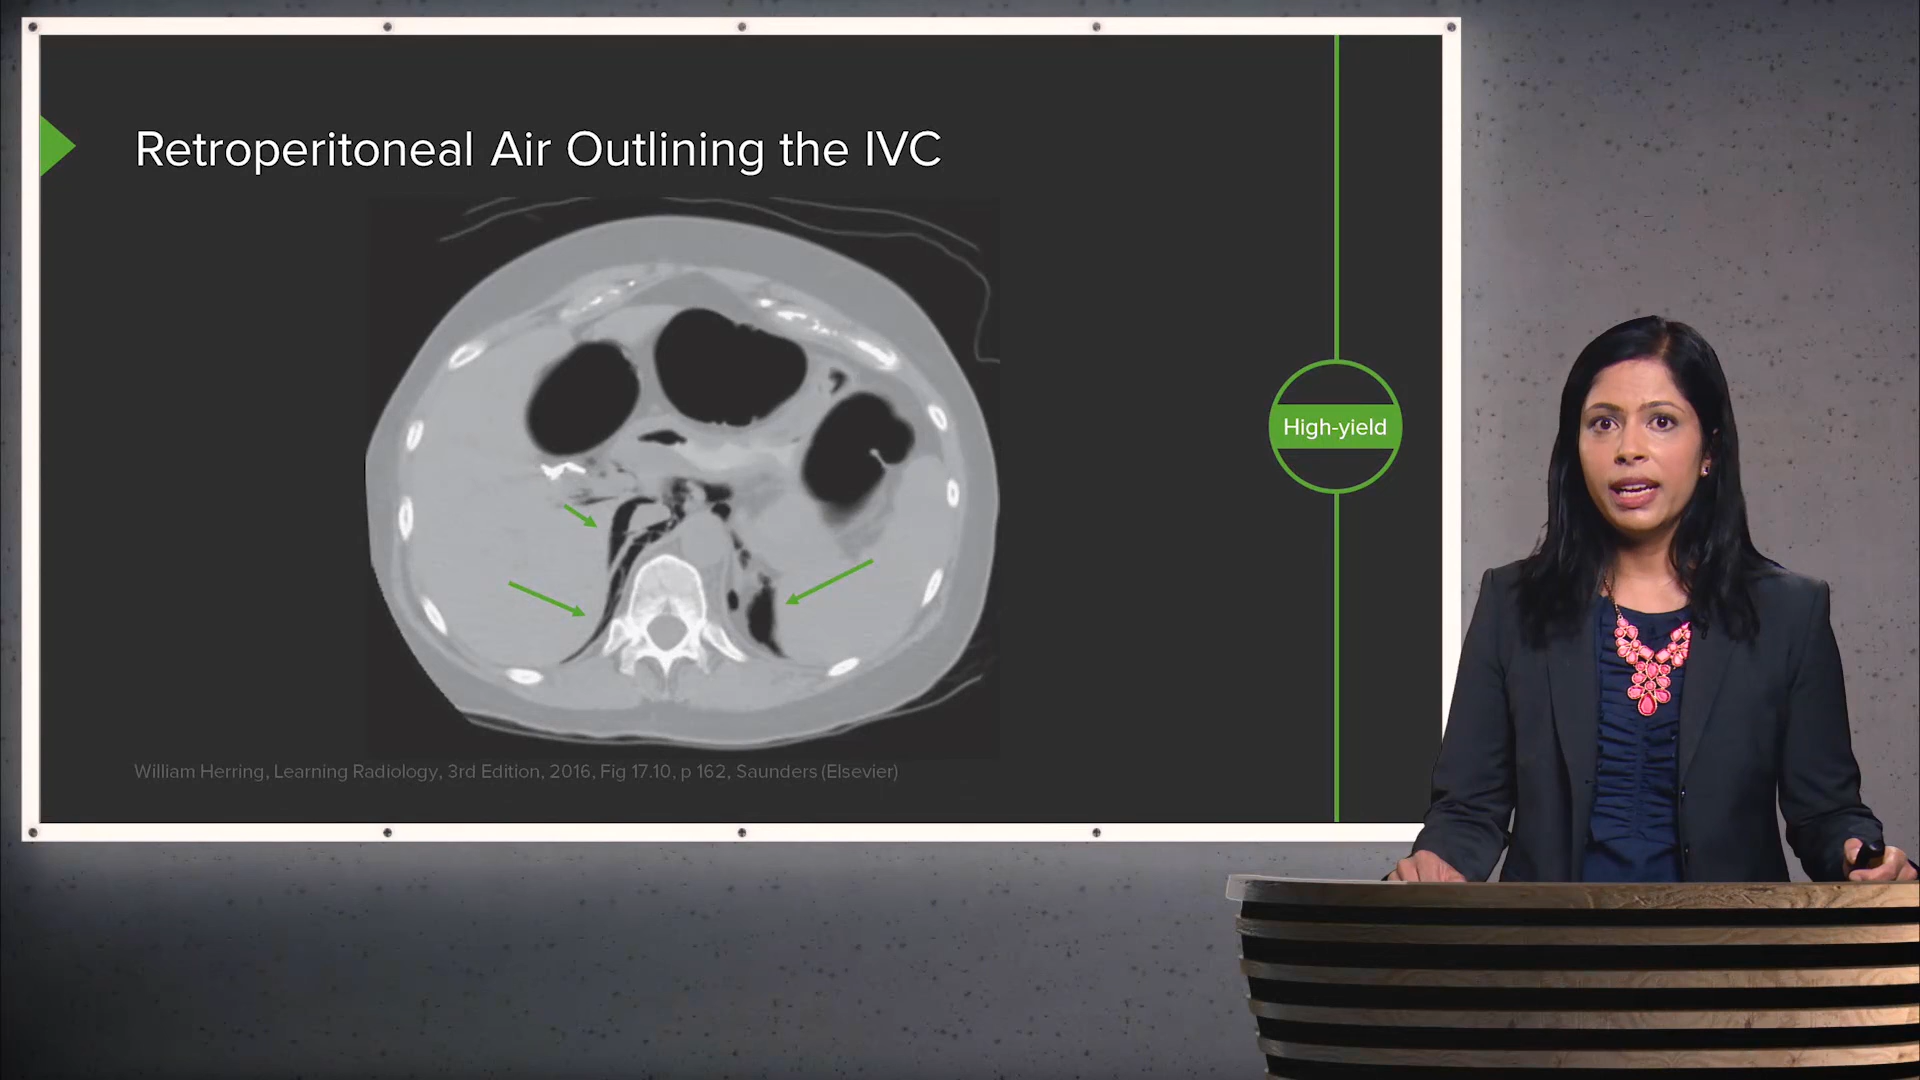 Retroperitoneal Air Outlining the IVC
High-yield
William Herring, Learning Radiology, 3rd Edition, 2016, Fig 17.10, p 162, Saunders (Elsevier)